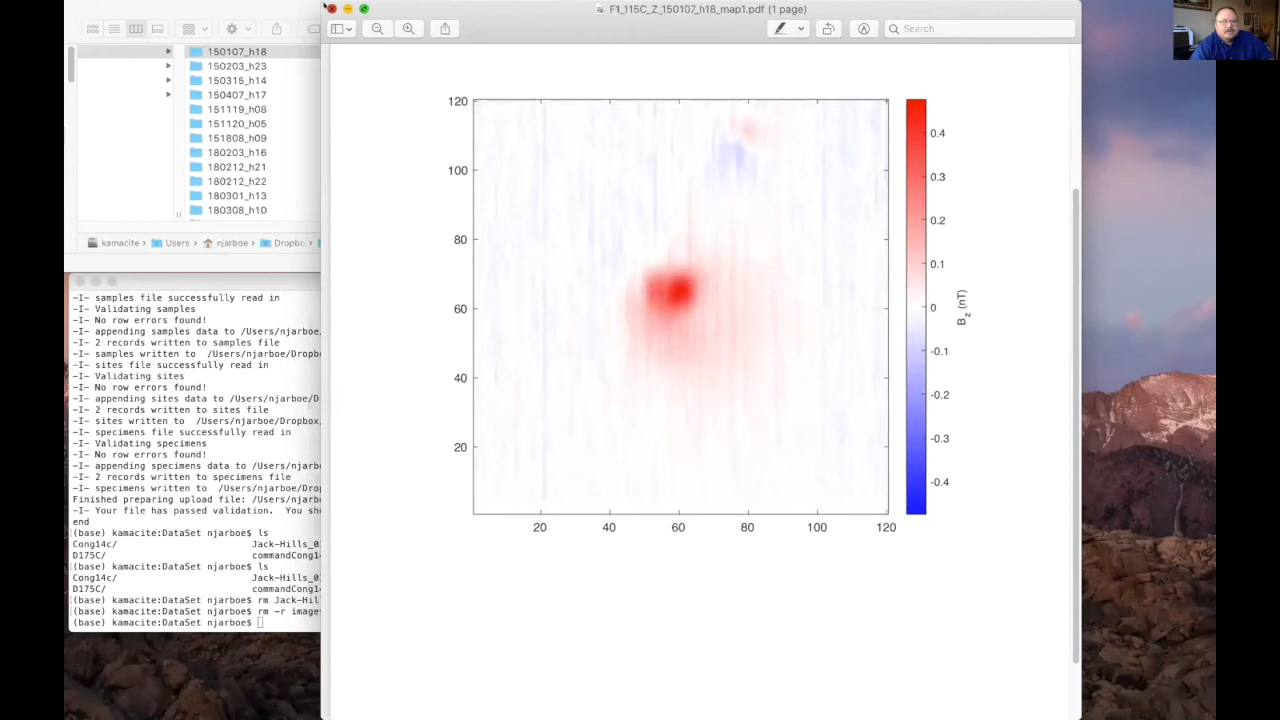 F1_115C_Z_150107_h18_map1.pdf (1 page)
Search
150107_h18
150203_h23
150315_h14
150407_h17
151119_h08
151120_h05
151808_h09
180203_h16
180212_h21
180212_h22
180301_h13
180308_h10
kamacite › Users › njarboe › Dropbo ›
-I- samples file successfully read in
-I- Validating samples
-I- No row errors found!
-I- appending samples data to /Users/njarboe/
-I- 2 records written to samples file
-I- samples written to /Users/njarboe/Dropbo
-I- sites file successfully read in
-I- Validating sites
-I- No row errors found!
-I- appending sites data to /Users/njarboe/D
-I- 2 records written to sites file
-I- sites written to /Users/njarboe/Dropbox
-I- specimens file successfully read in
-I- Validating specimens
-I- No row errors found!
-I- appending specimens data to /Users/njarb
-I- 2 records written to specimens file
-I- specimens written to /Users/njarboe/Dro
Finished preparing upload file: /Users/njarb
-I- Your file has passed validation. You sho
end
[(base) kamacite:DataSet njarboe$ ls
Cong14c/ Jack-Hills_0
D175C/ commandCong14
[(base) kamacite:DataSet njarboe$ ls
Cong14c/ Jack-Hills_0
D175C/ commandCong14
[(base) kamacite:DataSet njarboe$ rm Jack-Hil
[(base) kamacite:DataSet njarboe$ rm -r image
(base) kamacite:DataSet njarboe$
120
100
80
60
40
20
20 40 60 80 100 120
0.4
0.3
0.2
0.1
0
-0.1
-0.2
-0.3
-0.4
Bz (nT)